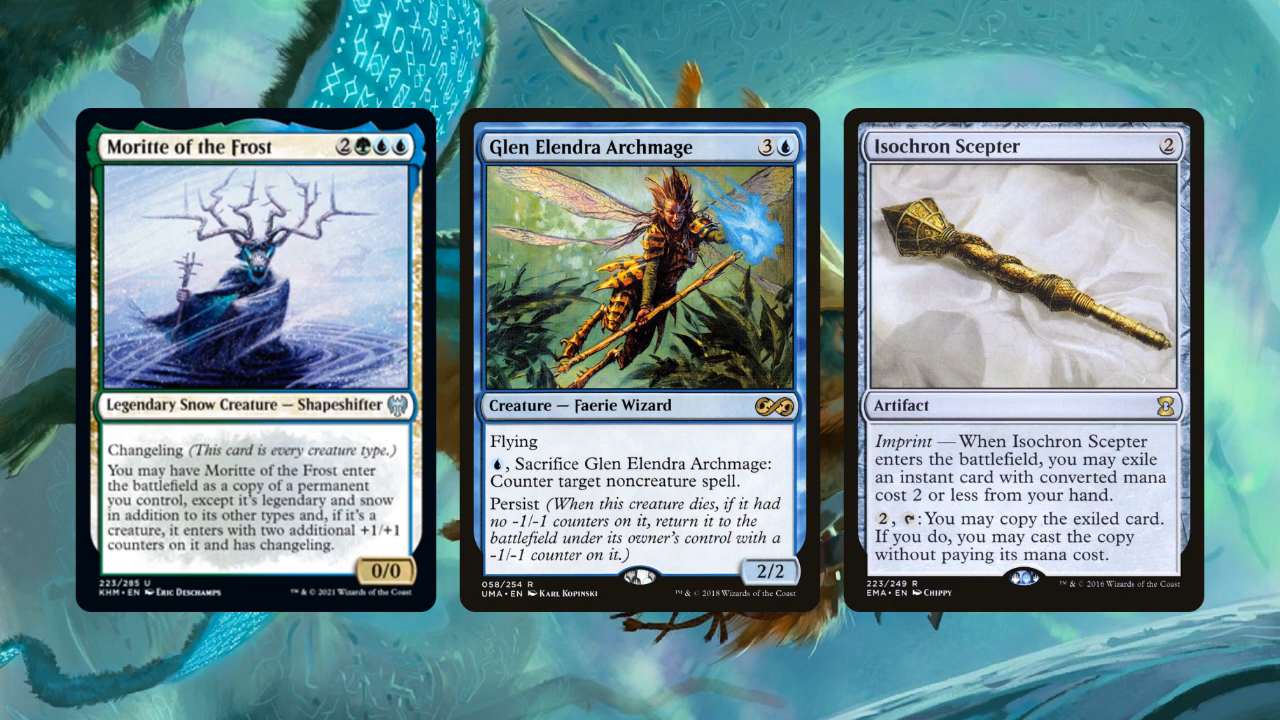 Moritte of the Frost 2
Legendary Snow Creature — Shapeshifter
Changeling (This card is every creature type.)
You may have Moritte of the Frost enter
the battlefield as a copy of a permanent
you control, except it's legendary and snow
in addition to its other types and, if it's a
creature, it enters with two additional +1/+1
counters on it and has changeling.
0/0
223/285 U
KHM • EN Eric Deschamps
™ & © 2021 Wizards of the Coast
Glen Elendra Archmage 3
Creature — Faerie Wizard
Flying
, Sacrifice Glen Elendra Archmage:
Counter target noncreature spell.
Persist (When this creature dies, if it had
no -1/-1 counters on it, return it to the
battlefield under its owner's control with a
-1/-1 counter on it.)
2/2
058/254 R
UMA • EN Karl Kopinski
™ & © 2018 Wizards of the Coast
Isochron Scepter 2
Artifact
Imprint — When Isochron Scepter
enters the battlefield, you may exile
an instant card with converted mana
cost 2 or less from your hand.
2, : You may copy the exiled card.
If you do, you may cast the copy
without paying its mana cost.
223/249 R
EMA • EN Chippy
™ & © 2016 Wizards of the Coast